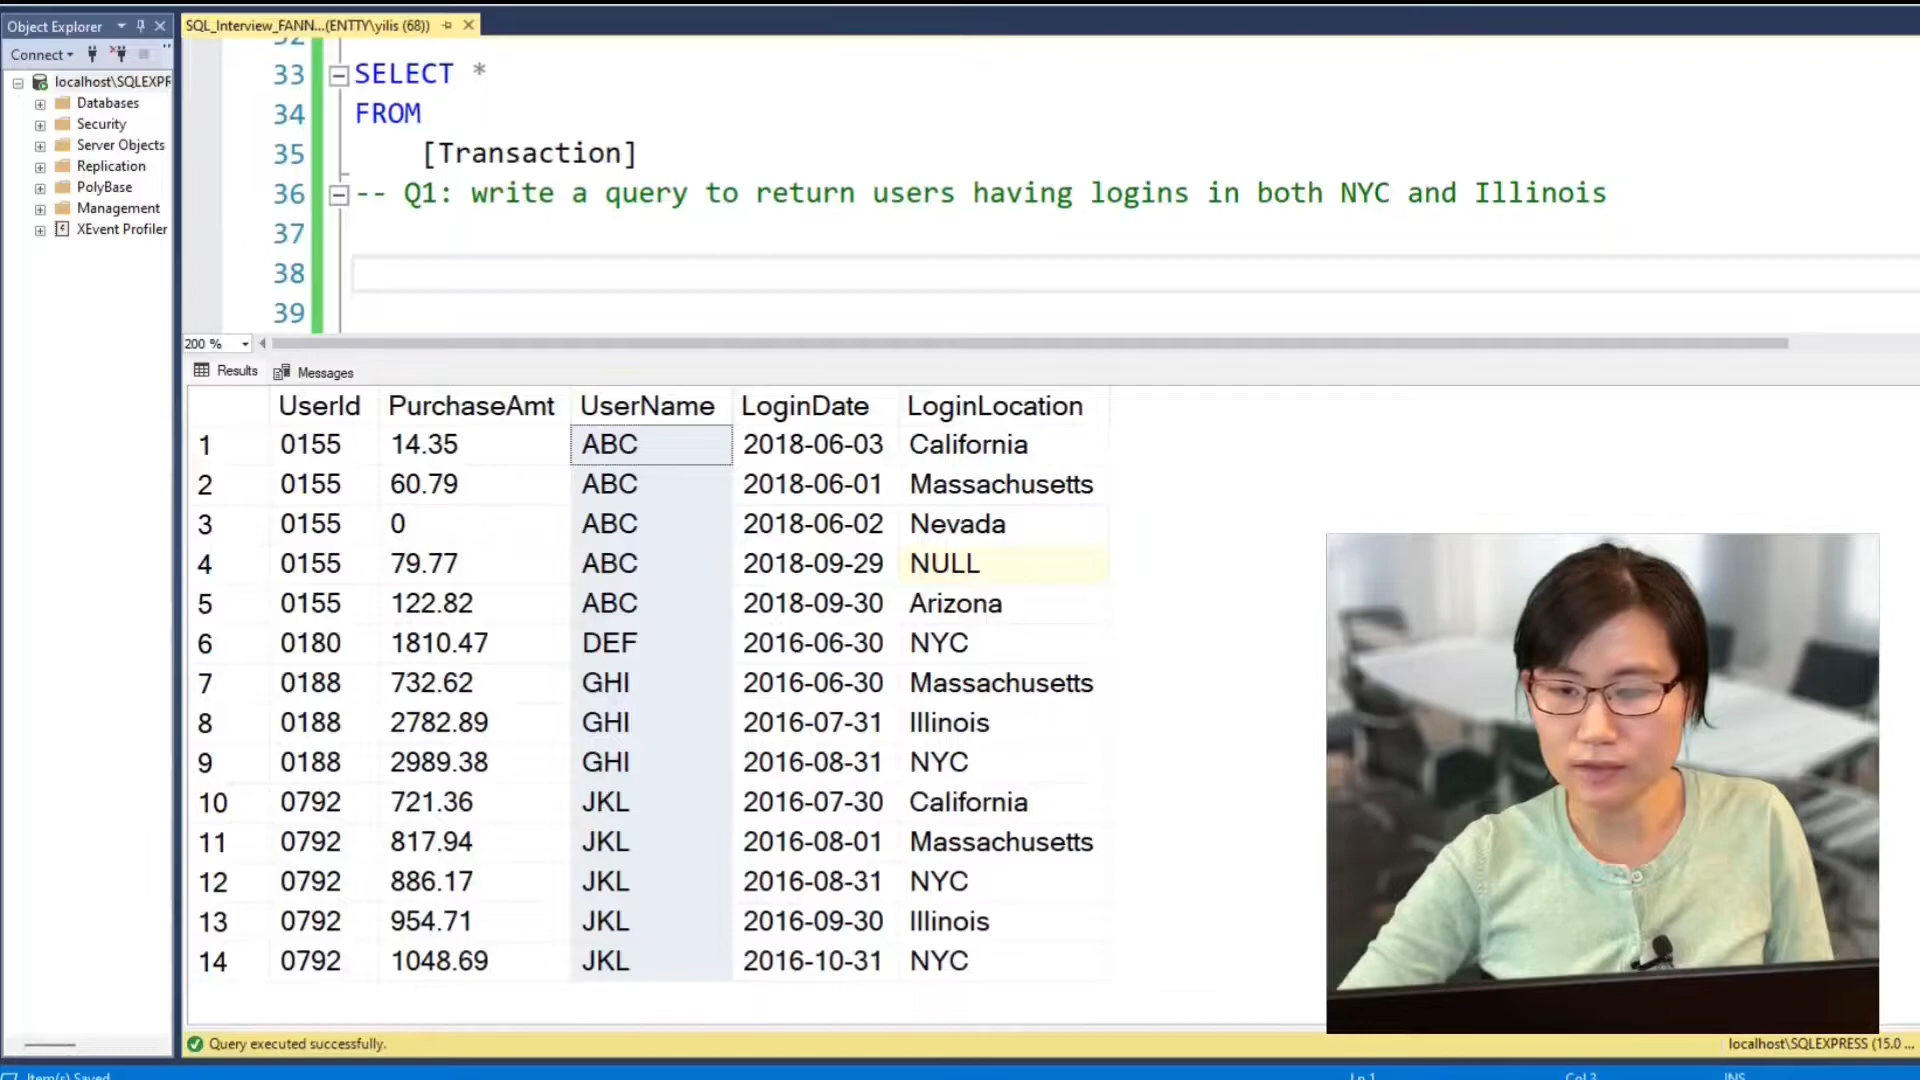 Object Explorer
SQL_Interview_FANN...(ENTTY\yilis (68))
Connect
localhost\SQLEXPR
Databases
Security
Server Objects
Replication
PolyBase
Management
XEvent Profiler
32
33 SELECT *
34 FROM
35 [Transaction]
36 -- Q1: write a query to return users having logins in both NYC and Illinois
37
38
39
200 %
Results Messages
UserId PurchaseAmt UserName LoginDate LoginLocation
1 0155 14.35 ABC 2018-06-03 California
2 0155 60.79 ABC 2018-06-01 Massachusetts
3 0155 0 ABC 2018-06-02 Nevada
4 0155 79.77 ABC 2018-09-29 NULL
5 0155 122.82 ABC 2018-09-30 Arizona
6 0180 1810.47 DEF 2016-06-30 NYC
7 0188 732.62 GHI 2016-06-30 Massachusetts
8 0188 2782.89 GHI 2016-07-31 Illinois
9 0188 2989.38 GHI 2016-08-31 NYC
10 0792 721.36 JKL 2016-07-30 California
11 0792 817.94 JKL 2016-08-01 Massachusetts
12 0792 886.17 JKL 2016-08-31 NYC
13 0792 954.71 JKL 2016-09-30 Illinois
14 0792 1048.69 JKL 2016-10-31 NYC
Query executed successfully. localhost\SQLEXPRESS (15.0 ...
Item(s) Saved Ln 1 Col 3 INS